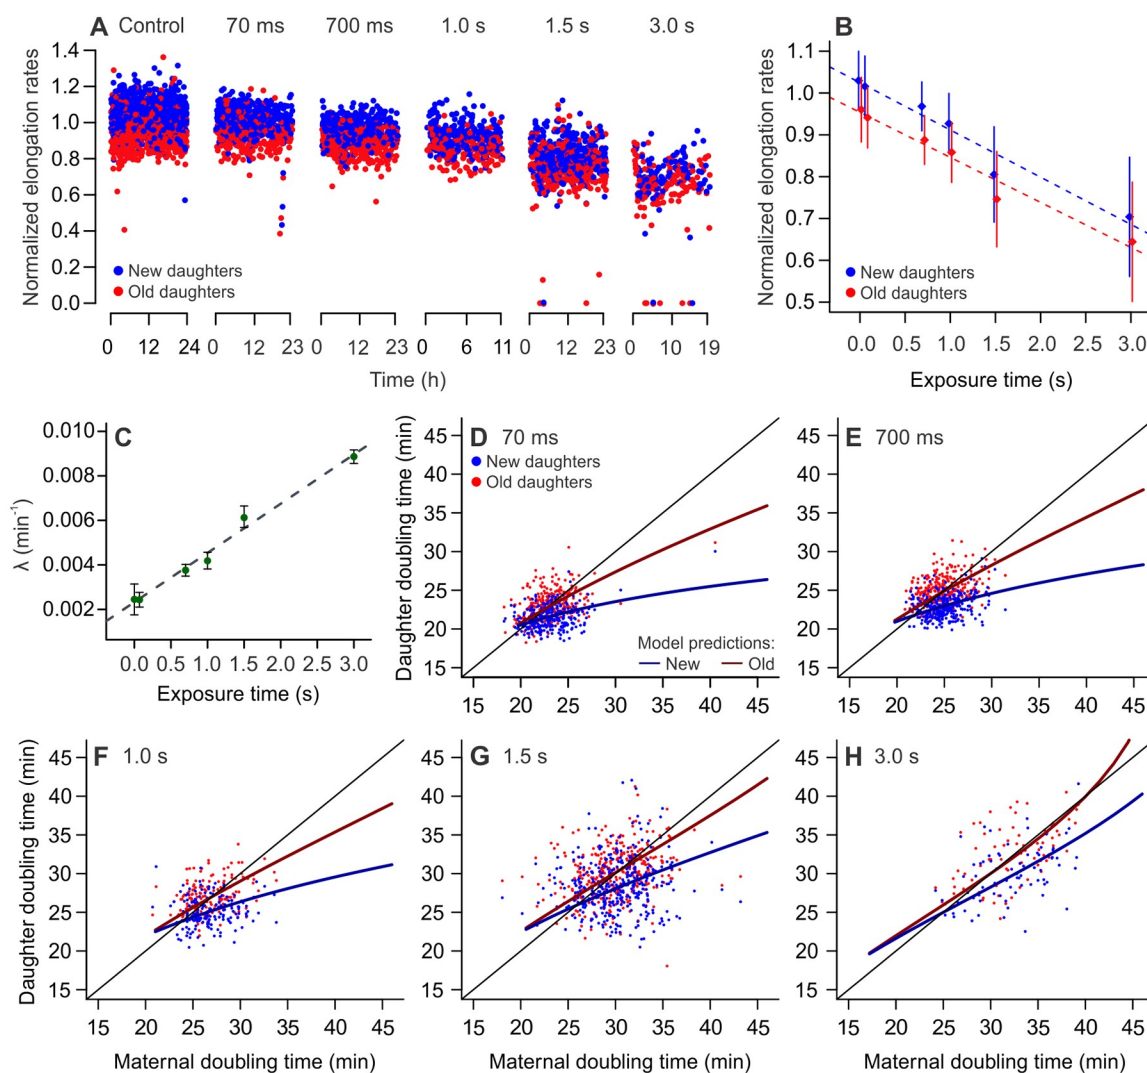 A Control 70 ms 700 ms 1.0 s 1.5 s 3.0 s
Normalized elongation rates
1.4
1.2
1.0
0.8
0.6
0.4
0.2
0.0
New daughters
Old daughters
0 12 24 0 12 23 0 12 23 0 6 11 0 12 23 0 10 19
Time (h)
B
Normalized elongation rates
1.1
1.0
0.9
0.8
0.7
0.6
0.5
New daughters
Old daughters
0.0 0.5 1.0 1.5 2.0 2.5 3.0
Exposure time (s)
C
λ (min⁻¹)
0.010
0.008
0.006
0.004
0.002
0.0 0.5 1.0 1.5 2.0 2.5 3.0
Exposure time (s)
D 70 ms
Daughter doubling time (min)
New daughters
Old daughters
45
40
35
30
25
20
15
Model predictions:
New Old
15 20 25 30 35 40 45
E 700 ms
45
40
35
30
25
20
15
15 20 25 30 35 40 45
F 1.0 s
Daughter doubling time (min)
45
40
35
30
25
20
15
15 20 25 30 35 40 45
Maternal doubling time (min)
G 1.5 s
45
40
35
30
25
20
15
15 20 25 30 35 40 45
Maternal doubling time (min)
H 3.0 s
45
40
35
30
25
20
15
15 20 25 30 35 40 45
Maternal doubling time (min)